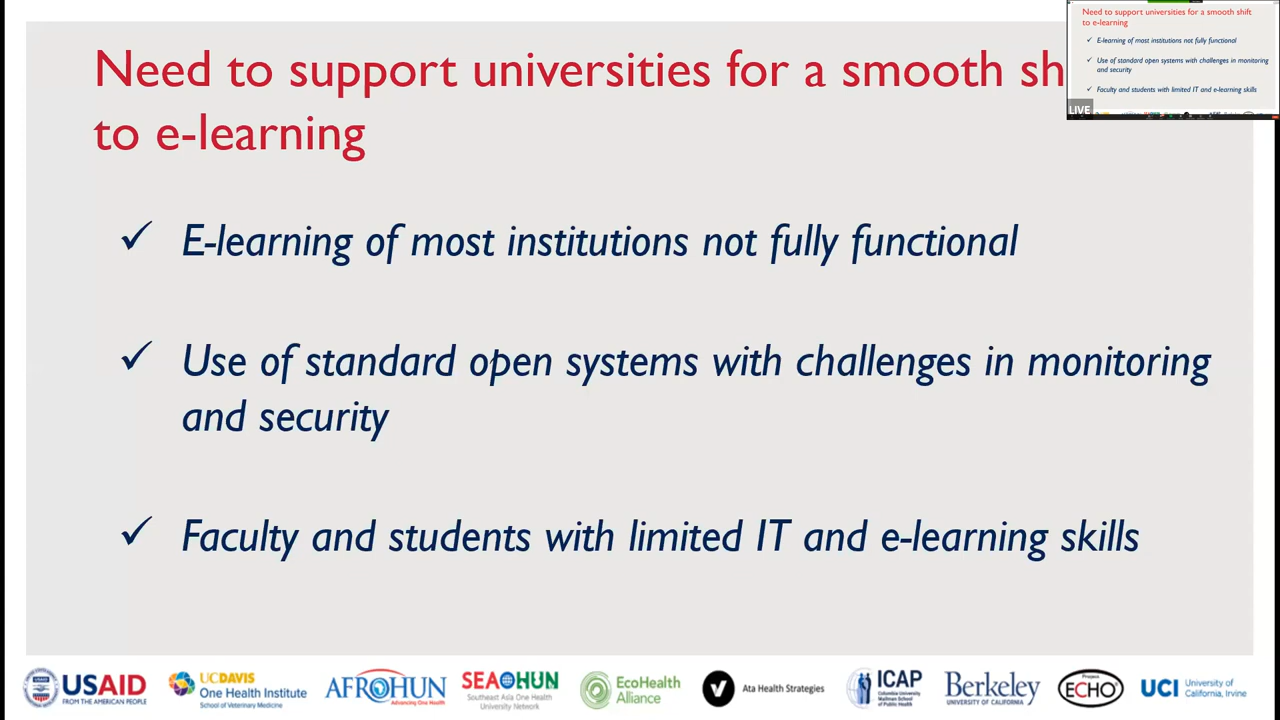 Need to support universities for a smooth sh
to e-learning
Need to support universities for a smooth shift
to e-learning
✓ E-learning of most institutions not fully functional
✓ Use of standard open systems with challenges in monitoring
and security
✓ Faculty and students with limited IT and e-learning skills
LIVE
✓ E-learning of most institutions not fully functional
✓ Use of standard open systems with challenges in monitoring
and security
✓ Faculty and students with limited IT and e-learning skills
USAID
FROM THE AMERICAN PEOPLE
UCDAVIS
One Health Institute
School of Veterinary Medicine
AFROHUN
Advancing One Health
SEAOHUN
Southeast Asia One Health
University Network
EcoHealth
Alliance
Ata Health Strategies
ICAP
Columbia University
Mailman School
of Public Health
Berkeley
UNIVERSITY OF CALIFORNIA
Project
ECHO
UCI University of
California, Irvine